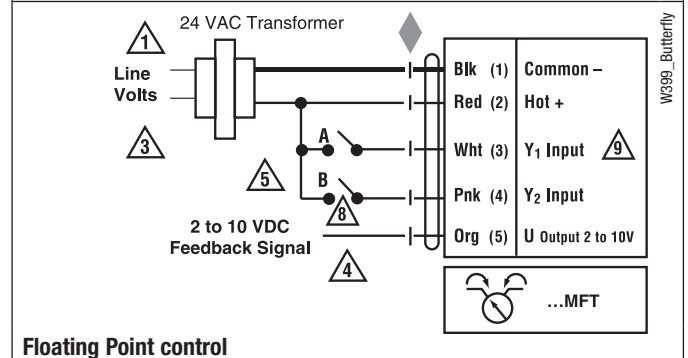 24 VAC Transformer
W399_Butterfly
1
Line
Volts
3
Blk (1) Common –
Red (2) Hot +
A
Wht (3) Y₁ Input
9
5
B
Pnk (4) Y₂ Input
8
2 to 10 VDC
Feedback Signal
Org (5) U Output 2 to 10V
4
...MFT
Floating Point control